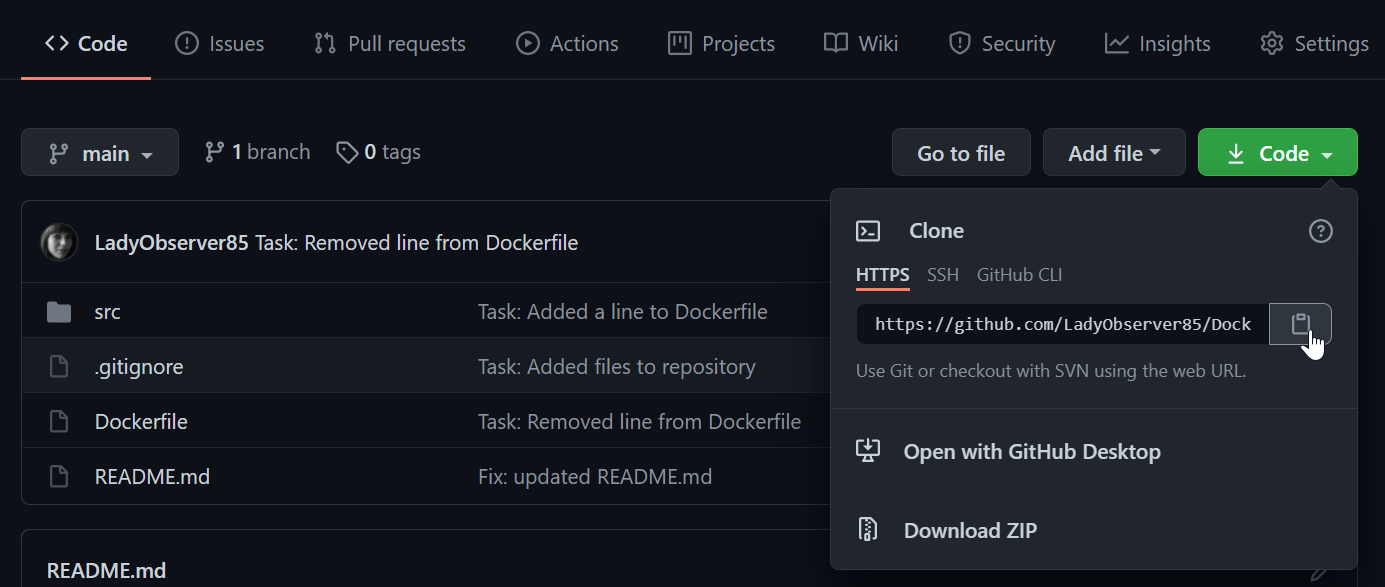 Code Issues Pull requests Actions Projects Wiki Security Insights Settings
main 1 branch 0 tags Go to file Add file Code
LadyObserver85 Task: Removed line from Dockerfile
src Task: Added a line to Dockerfile
.gitignore Task: Added files to repository
Dockerfile Task: Removed line from Dockerfile
README.md Fix: updated README.md
README.md
Clone
HTTPS SSH GitHub CLI
https://github.com/LadyObserver85/Dock
Use Git or checkout with SVN using the web URL.
Open with GitHub Desktop
Download ZIP